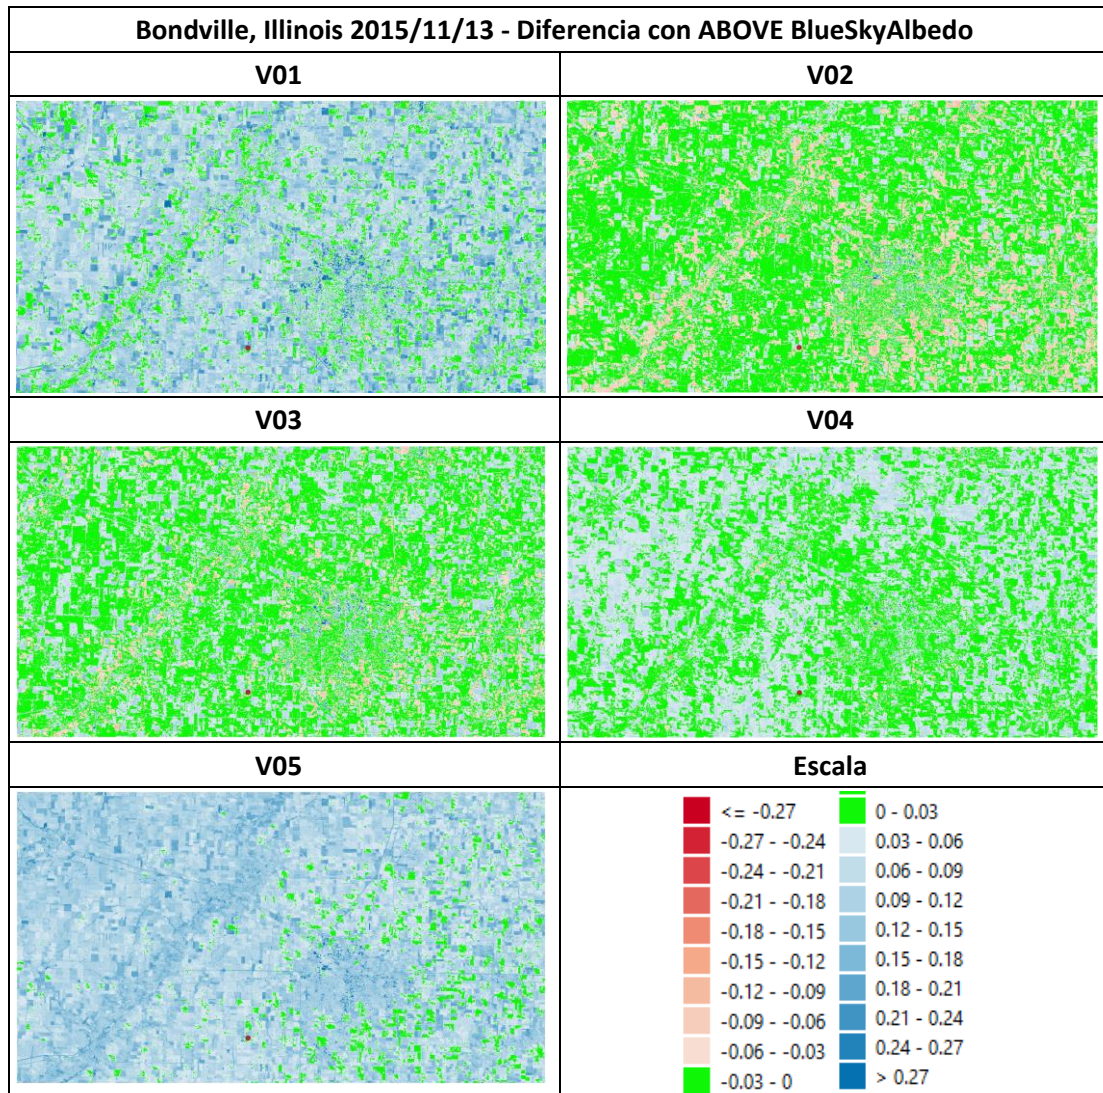 Bondville, Illinois 2015/11/13 - Diferencia con ABOVE BlueSkyAlbedo
V01
V02
V03
V04
V05
Escala
<= -0.27
-0.27 - -0.24
-0.24 - -0.21
-0.21 - -0.18
-0.18 - -0.15
-0.15 - -0.12
-0.12 - -0.09
-0.09 - -0.06
-0.06 - -0.03
-0.03 - 0
0 - 0.03
0.03 - 0.06
0.06 - 0.09
0.09 - 0.12
0.12 - 0.15
0.15 - 0.18
0.18 - 0.21
0.21 - 0.24
0.24 - 0.27
> 0.27